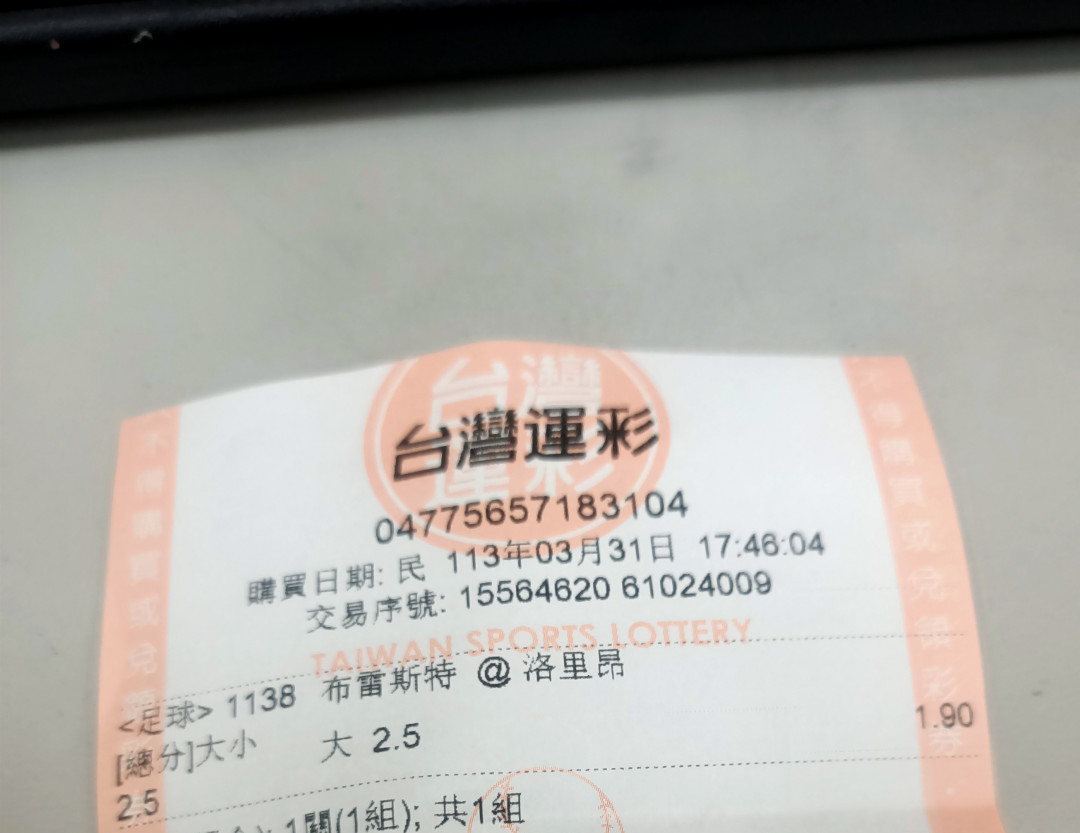 台灣運彩
04775657183104
購買日期: 民 113年03月31日 17:46:04
交易序號: 15564620 61024009
TAIWAN SPORTS LOTTERY
<足球> 1138 布雷斯特 @ 洛里昂
[總分]大小 大 2.5 1.90
2.5
1關(1組); 共1組